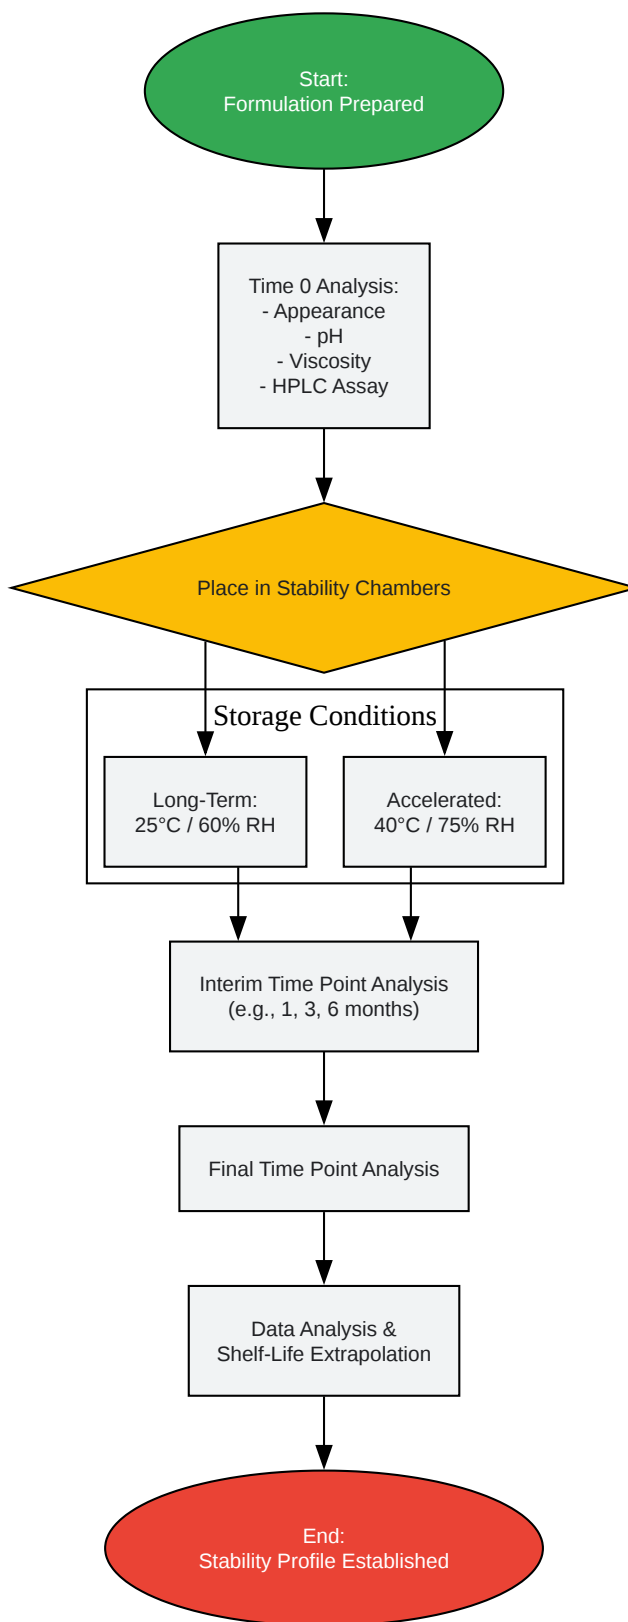 Start:
Formulation Prepared
Time 0 Analysis:
- Appearance
- pH
- Viscosity
- HPLC Assay
Place in Stability Chambers
Storage Conditions
Long-Term:
25°C / 60% RH
Accelerated:
40°C / 75% RH
Interim Time Point Analysis
(e.g., 1, 3, 6 months)
Final Time Point Analysis
Data Analysis &
Shelf-Life Extrapolation
End:
Stability Profile Established